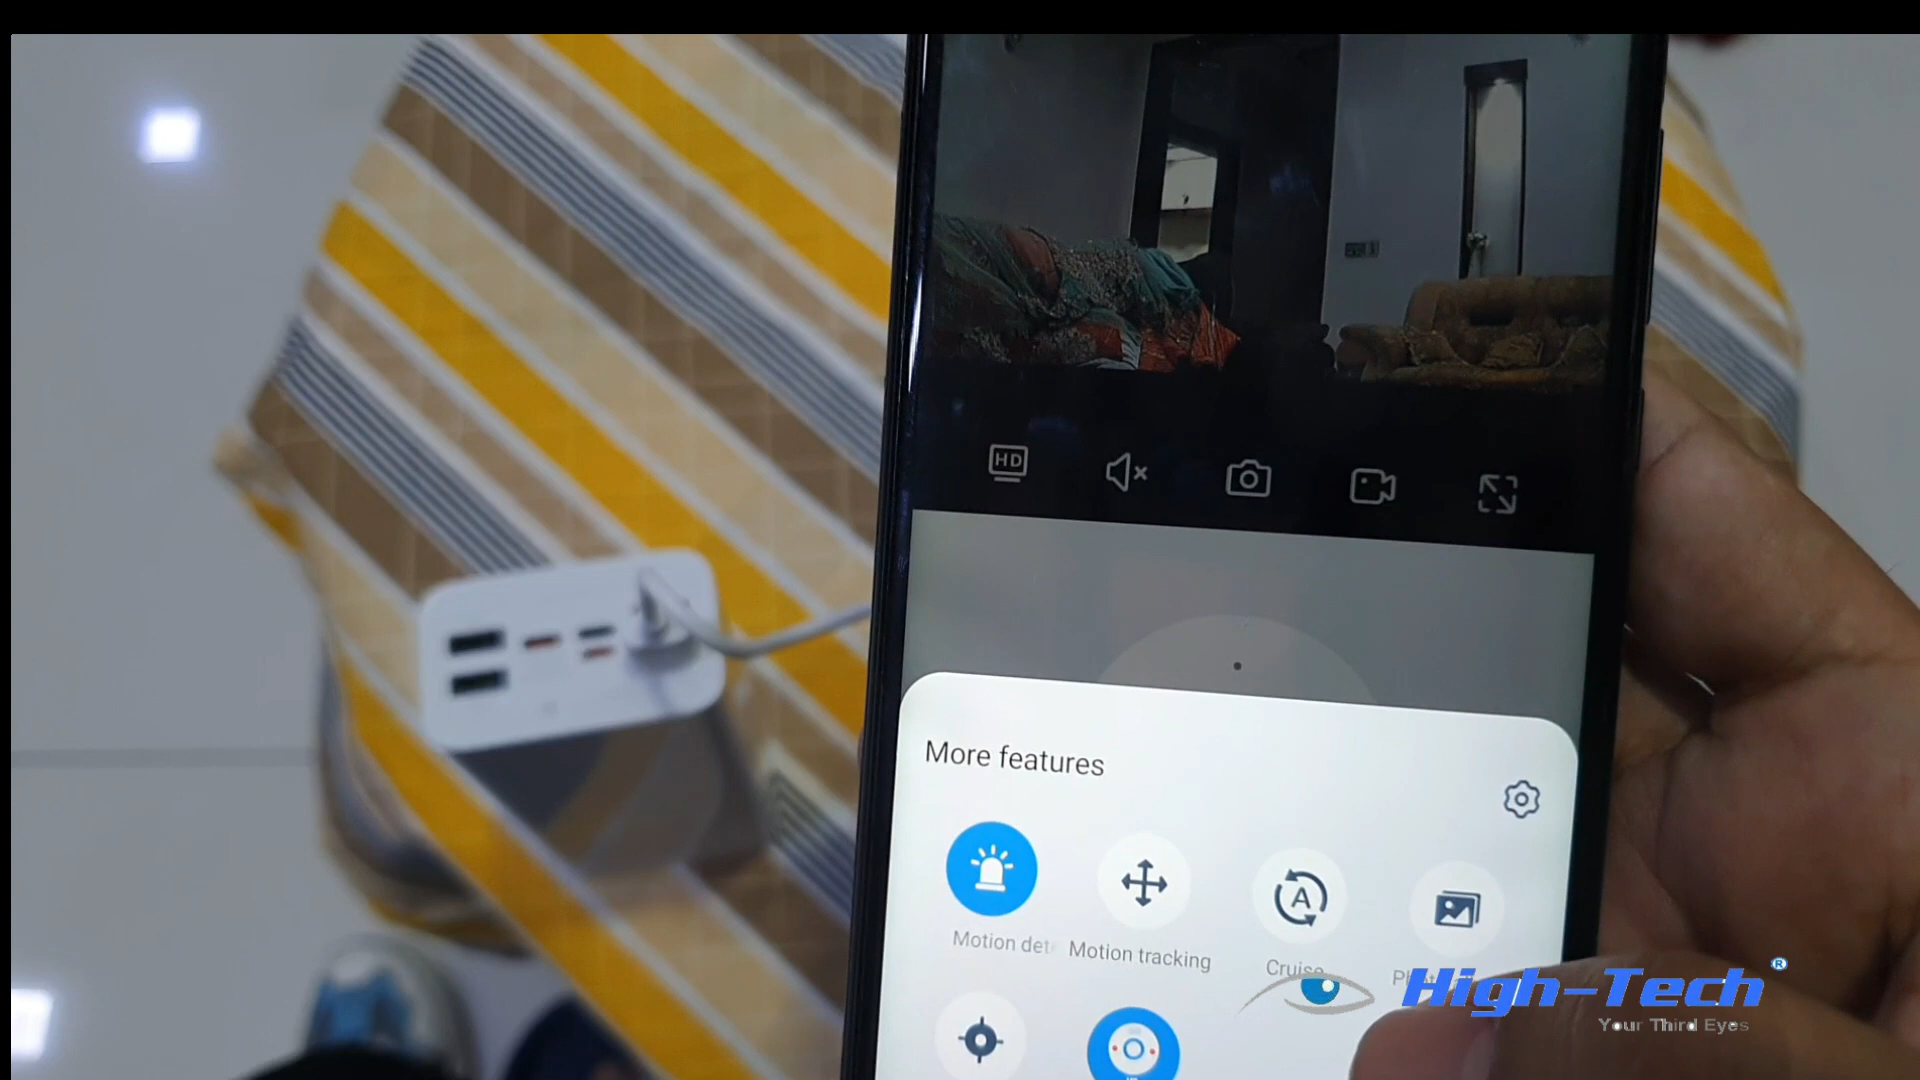 HD
More features
Motion det
Motion tracking
A
Cruise
High-Tech®
Your Third Eyes